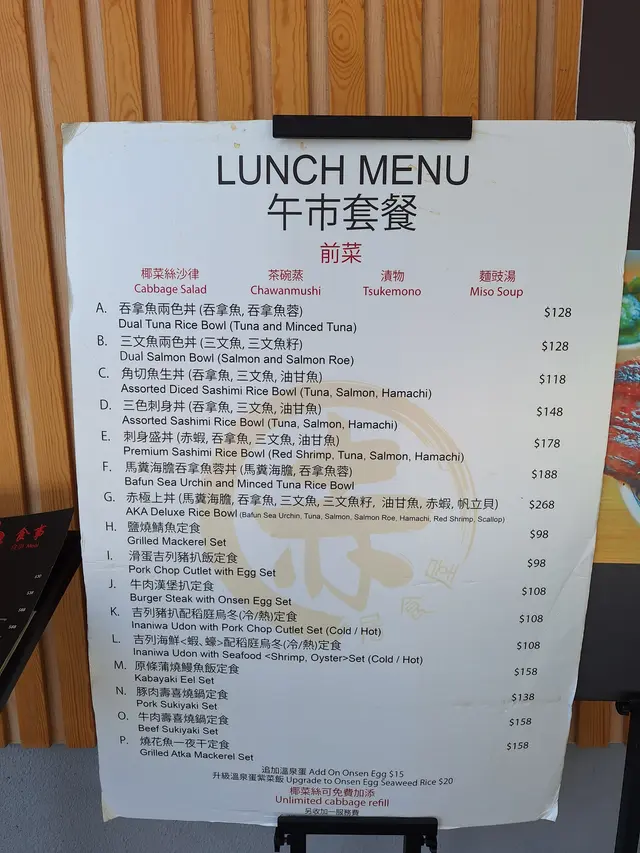 LUNCH MENU
午市套餐
前菜
椰菜絲沙律 茶碗蒸 漬物 麵豉湯
Cabbage Salad Chawanmushi Tsukemono Miso Soup
A. 吞拿魚兩色丼 (吞拿魚, 吞拿魚蓉) $128
Dual Tuna Rice Bowl (Tuna and Minced Tuna)
B. 三文魚兩色丼 (三文魚, 三文魚籽) $128
Dual Salmon Bowl (Salmon and Salmon Roe)
C. 角切魚生丼 (吞拿魚, 三文魚, 油甘魚) $118
Assorted Diced Sashimi Rice Bowl (Tuna, Salmon, Hamachi)
D. 三色刺身丼 (吞拿魚, 三文魚, 油甘魚) $148
Assorted Sashimi Rice Bowl (Tuna, Salmon, Hamachi)
E. 刺身盛丼 (赤蝦, 吞拿魚, 三文魚, 油甘魚) $178
Premium Sashimi Rice Bowl (Red Shrimp, Tuna, Salmon, Hamachi)
F. 馬糞海膽吞拿魚蓉丼 (馬糞海膽, 吞拿魚蓉) $188
Bafun Sea Urchin and Minced Tuna Rice Bowl
G. 赤極上丼 (馬糞海膽, 吞拿魚, 三文魚, 三文魚籽, 油甘魚, 赤蝦, 帆立貝) $268
AKA Deluxe Rice Bowl (Bafun Sea Urchin, Tuna, Salmon, Salmon Roe, Hamachi, Red Shrimp, Scallop)
H. 鹽燒鯖魚定食 $98
Grilled Mackerel Set
I. 滑蛋吉列豬扒飯定食 $98
Pork Chop Cutlet with Egg Set
J. 牛肉漢堡扒定食 $108
Burger Steak with Onsen Egg Set
K. 吉列豬扒配稻庭烏冬(冷/熱)定食 $108
Inaniwa Udon with Pork Chop Cutlet Set (Cold / Hot)
L. 吉列海鮮<蝦、蠔>配稻庭烏冬(冷/熱)定食 $108
Inaniwa Udon with Seafood <Shrimp, Oyster>Set (Cold / Hot)
M. 原條蒲燒鰻魚飯定食 $158
Kabayaki Eel Set
N. 豚肉壽喜燒鍋定食 $138
Pork Sukiyaki Set
O. 牛肉壽喜燒鍋定食 $158
Beef Sukiyaki Set
P. 燒花魚一夜干定食 $158
Grilled Atka Mackerel Set
追加溫泉蛋 Add On Onsen Egg $15
升級溫泉蛋紫菜飯 Upgrade to Onsen Egg Seaweed Rice $20
椰菜絲可免費加添
Unlimited cabbage refill
另收加一服務費
赤
食事